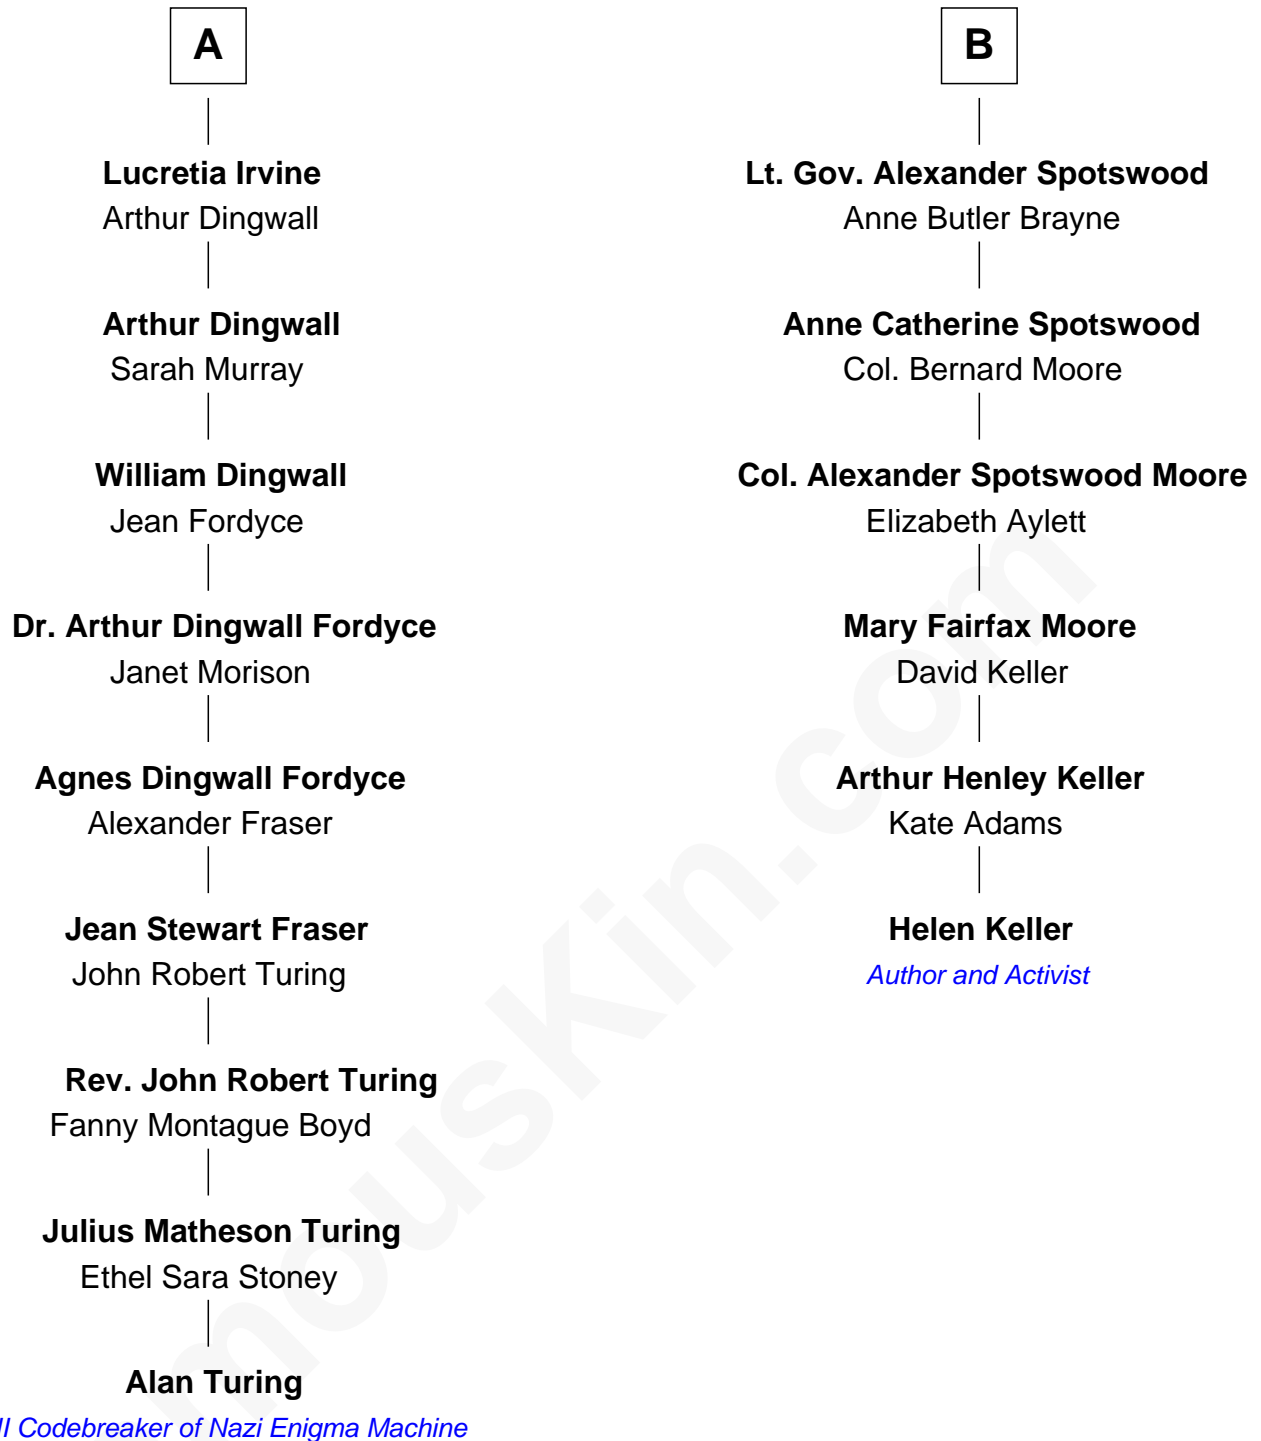 A
Lucretia Irvine
Arthur Dingwall
Arthur Dingwall
Sarah Murray
William Dingwall
Jean Fordyce
Dr. Arthur Dingwall Fordyce
Janet Morison
Agnes Dingwall Fordyce
Alexander Fraser
Jean Stewart Fraser
John Robert Turing
Rev. John Robert Turing
Fanny Montague Boyd
Julius Matheson Turing
Ethel Sara Stoney
Alan Turing
Codebreaker of Nazi Enigma Machine
B
Lt. Gov. Alexander Spotswood
Anne Butler Brayne
Anne Catherine Spotswood
Col. Bernard Moore
Col. Alexander Spotswood Moore
Elizabeth Aylett
Mary Fairfax Moore
David Keller
Arthur Henley Keller
Kate Adams
Helen Keller
Author and Activist
mousKin.com